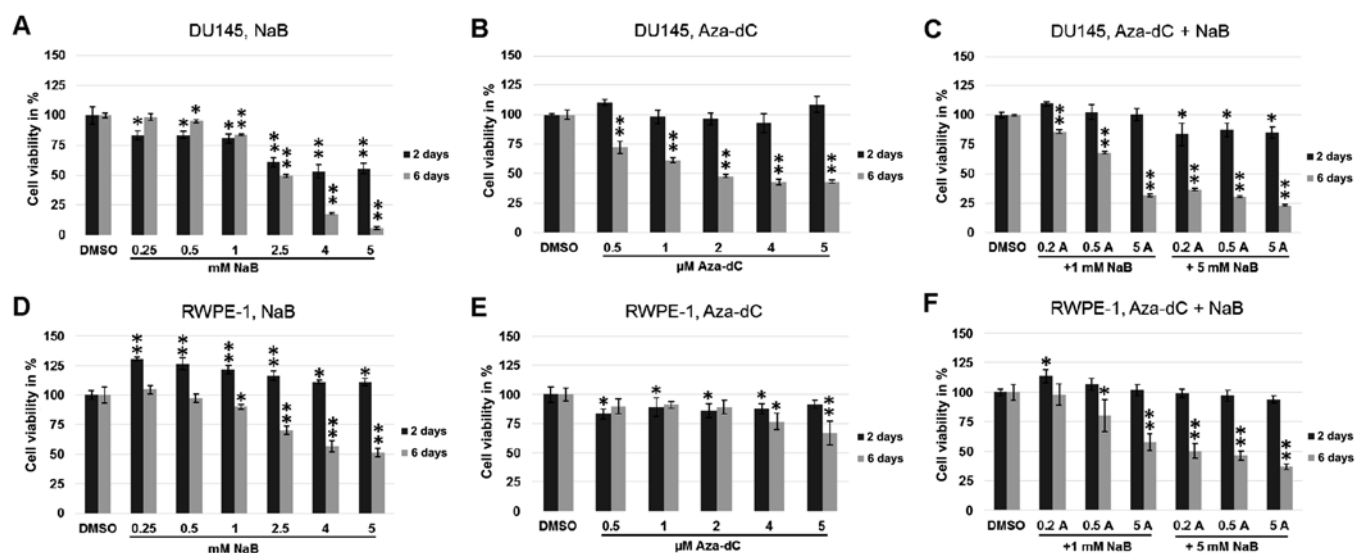 A
DU145, NaB
Cell viability in %
150
125
100
75
50
25
0
* * * * * * * * * * * * * * *
DMSO 0.25 0.5 1 2.5 4 5
mM NaB
2 days
6 days
B
DU145, Aza-dC
Cell viability in %
150
125
100
75
50
25
0
** ** ** ** **
DMSO 0.5 1 2 4 5
µM Aza-dC
2 days
6 days
C
DU145, Aza-dC + NaB
Cell viability in %
150
125
100
75
50
25
0
** ** ** * ** * ** * **
DMSO 0.2 A 0.5 A 5 A 0.2 A 0.5 A 5 A
+1 mM NaB + 5 mM NaB
2 days
6 days
D
RWPE-1, NaB
Cell viability in %
150
125
100
75
50
25
0
** ** ** * ** ** * ** * **
DMSO 0.25 0.5 1 2.5 4 5
mM NaB
2 days
6 days
E
RWPE-1, Aza-dC
Cell viability in %
150
125
100
75
50
25
0
* * * * * **
DMSO 0.5 1 2 4 5
µM Aza-dC
2 days
6 days
F
RWPE-1, Aza-dC + NaB
Cell viability in %
150
125
100
75
50
25
0
* * ** ** ** **
DMSO 0.2 A 0.5 A 5 A 0.2 A 0.5 A 5 A
+1 mM NaB + 5 mM NaB
2 days
6 days